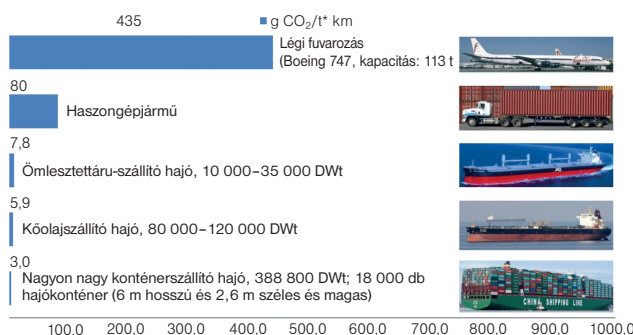 435
g CO₂/t* km
Légi fuvarozás
(Boeing 747, kapacitás: 113 t
80
Haszongépjármű
7,8
Ömlesztettáru-szállító hajó, 10 000–35 000 DWt
5,9
Kőolajszállító hajó, 80 000–120 000 DWt
3,0
Nagyon nagy konténerszállító hajó, 388 800 DWt; 18 000 db
hajókonténer (6 m hosszú és 2,6 m széles és magas)
CHINA SHIPPING LINE
100.0 200.0 300.0 400.0 500.0 600.0 700.0 800.0 900.0 1000.0